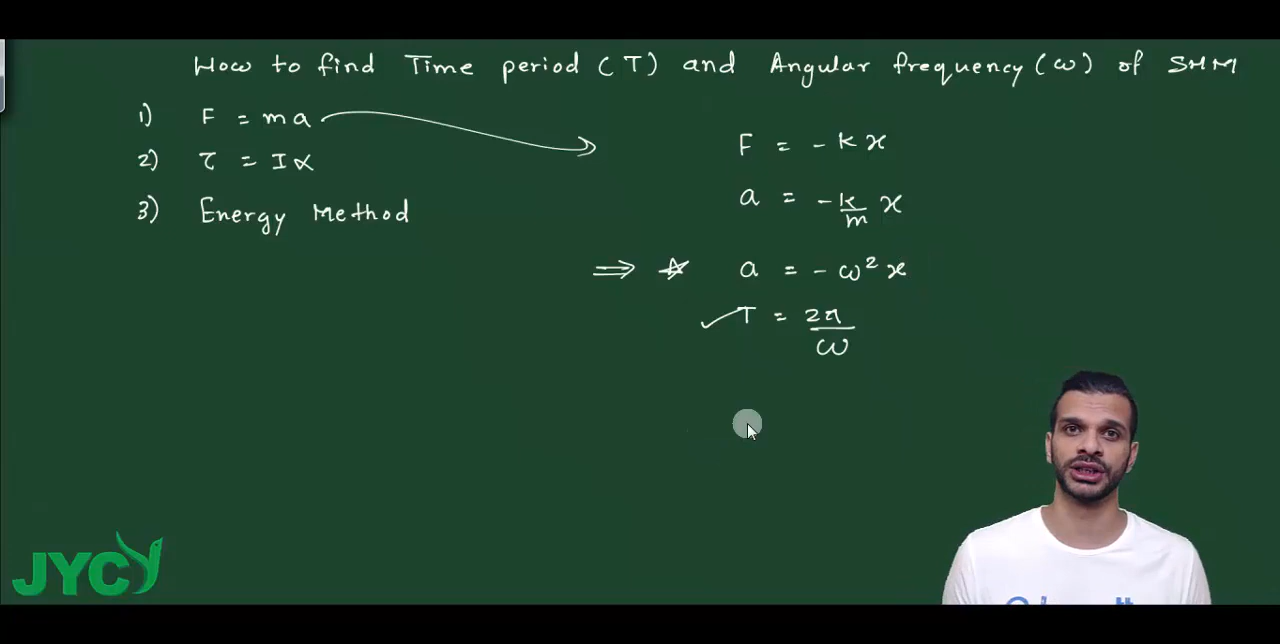 How to find Time period (T) and Angular frequency (ω) of SHM
1) F = ma
2) τ = Iα
3) Energy Method
F = - kx
a = - k/m x
⇒ ☆ a = - ω² x
✓ T = 2π/ω
JYC